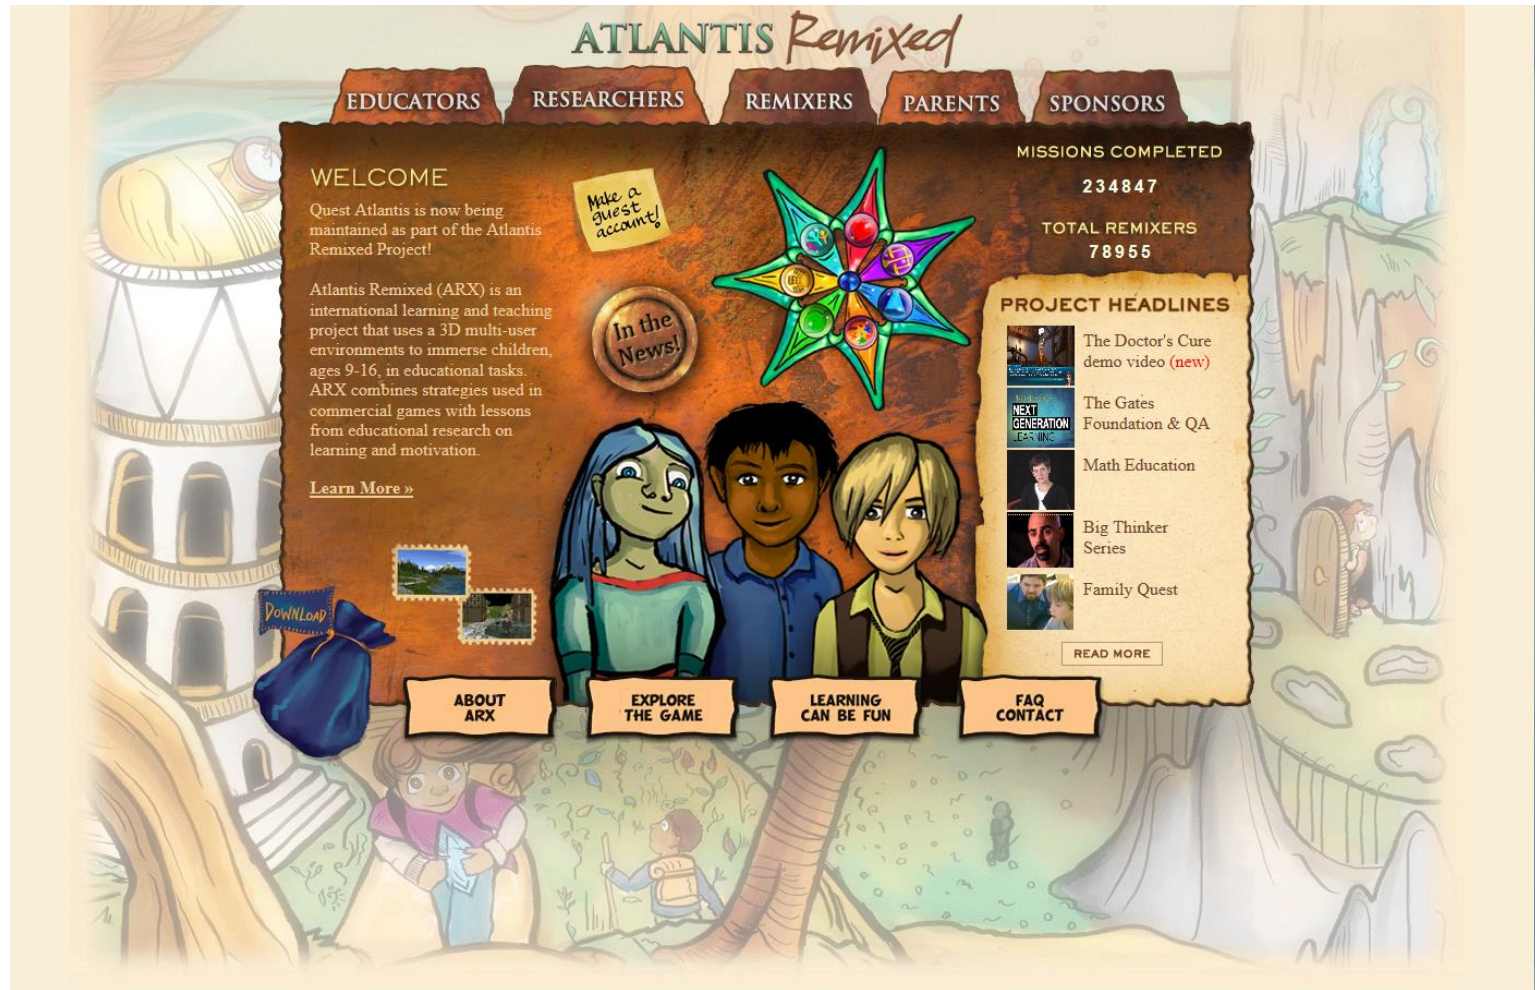 ATLANTIS Remixed
EDUCATORS
RESEARCHERS
REMIXERS
PARENTS
SPONSORS
WELCOME
Quest Atlantis is now being
maintained as part of the Atlantis
Remixed Project!
Atlantis Remixed (ARX) is an
international learning and teaching
project that uses a 3D multi-user
environments to immerse children,
ages 9-16, in educational tasks.
ARX combines strategies used in
commercial games with lessons
from educational research on
learning and motivation.
Learn More »
Make a
guest
account!
In the
News!
MISSIONS COMPLETED
234847
TOTAL REMIXERS
78955
PROJECT HEADLINES
The Doctor's Cure
demo video (new)
NEXT
GENERATION
LEARNING
The Gates
Foundation & QA
Math Education
Big Thinker
Series
Family Quest
READ MORE
DOWNLOAD
ABOUT
ARX
EXPLORE
THE GAME
LEARNING
CAN BE FUN
FAQ
CONTACT